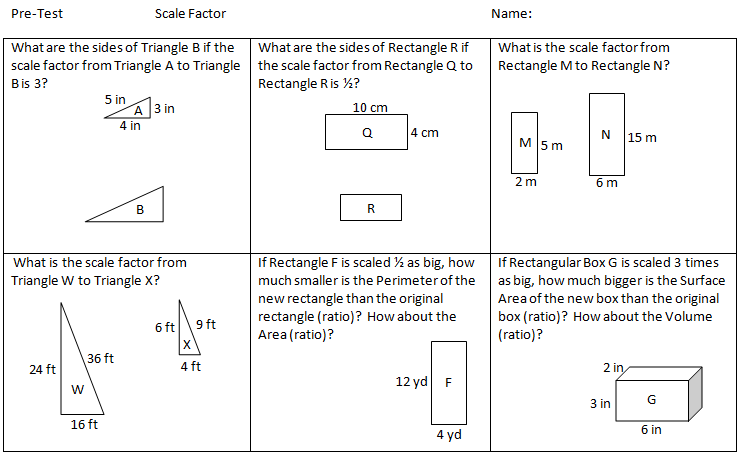 Pre-Test Scale Factor Name:
What are the sides of Triangle B if the
scale factor from Triangle A to Triangle
B is 3?
5 in
A
3 in
4 in
B
What are the sides of Rectangle R if
the scale factor from Rectangle Q to
Rectangle R is ½?
10 cm
Q
4 cm
R
What is the scale factor from
Rectangle M to Rectangle N?
M
5 m
2 m
N
15 m
6 m
What is the scale factor from
Triangle W to Triangle X?
24 ft
36 ft
W
16 ft
6 ft
9 ft
X
4 ft
If Rectangle F is scaled ½ as big, how
much smaller is the Perimeter of the
new rectangle than the original
rectangle (ratio)? How about the
Area (ratio)?
12 yd
F
4 yd
If Rectangular Box G is scaled 3 times
as big, how much bigger is the Surface
Area of the new box than the original
box (ratio)? How about the Volume
(ratio)?
2 in
3 in
G
6 in